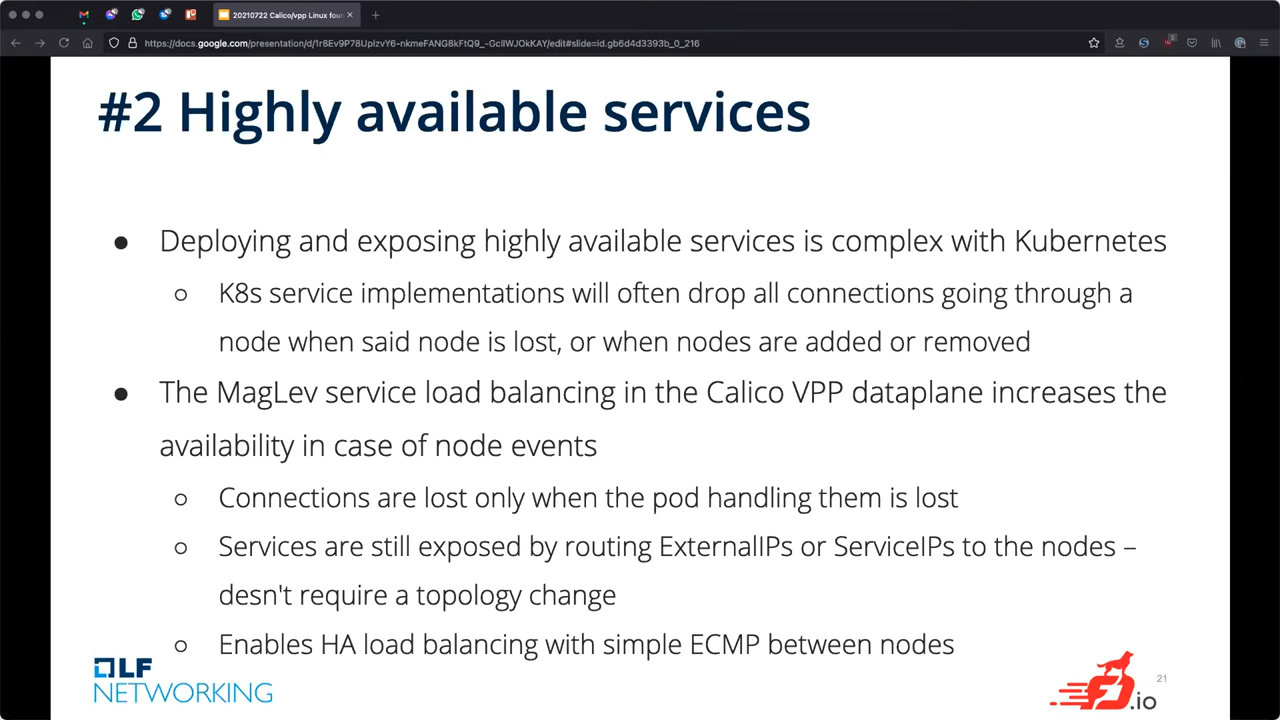 20210722 Calico/vpp Linux foun
https://docs.google.com/presentation/d/1r8Ev9P78UplzvY6-nkmeFANG8kFtQ9_-GcllWJOkKAY/edit#slide=id.gb6d4d3393b_0_216
#2 Highly available services
● Deploying and exposing highly available services is complex with Kubernetes
○ K8s service implementations will often drop all connections going through a
node when said node is lost, or when nodes are added or removed
● The MagLev service load balancing in the Calico VPP dataplane increases the
availability in case of node events
○ Connections are lost only when the pod handling them is lost
○ Services are still exposed by routing ExternalIPs or ServiceIPs to the nodes –
desn't require a topology change
○ Enables HA load balancing with simple ECMP between nodes
LF
NETWORKING
FD.io
21